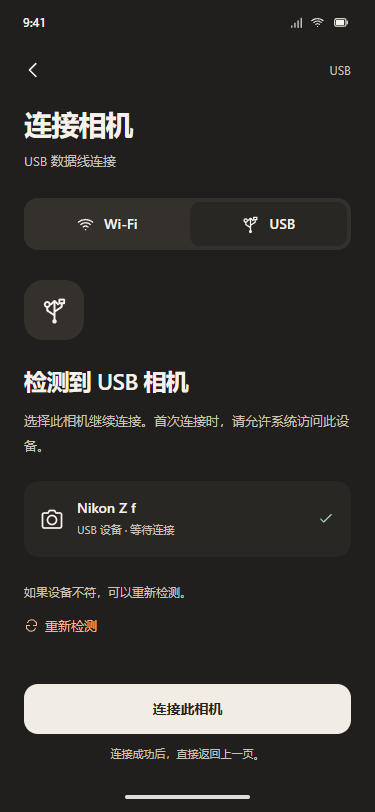 9:41
USB
连接相机
USB 数据线连接
Wi-Fi
USB
检测到 USB 相机
选择此相机继续连接。首次连接时，请允许系统访问此设
备。
Nikon Z f
USB 设备 · 等待连接
如果设备不符，可以重新检测。
重新检测
连接此相机
连接成功后，直接返回上一页。